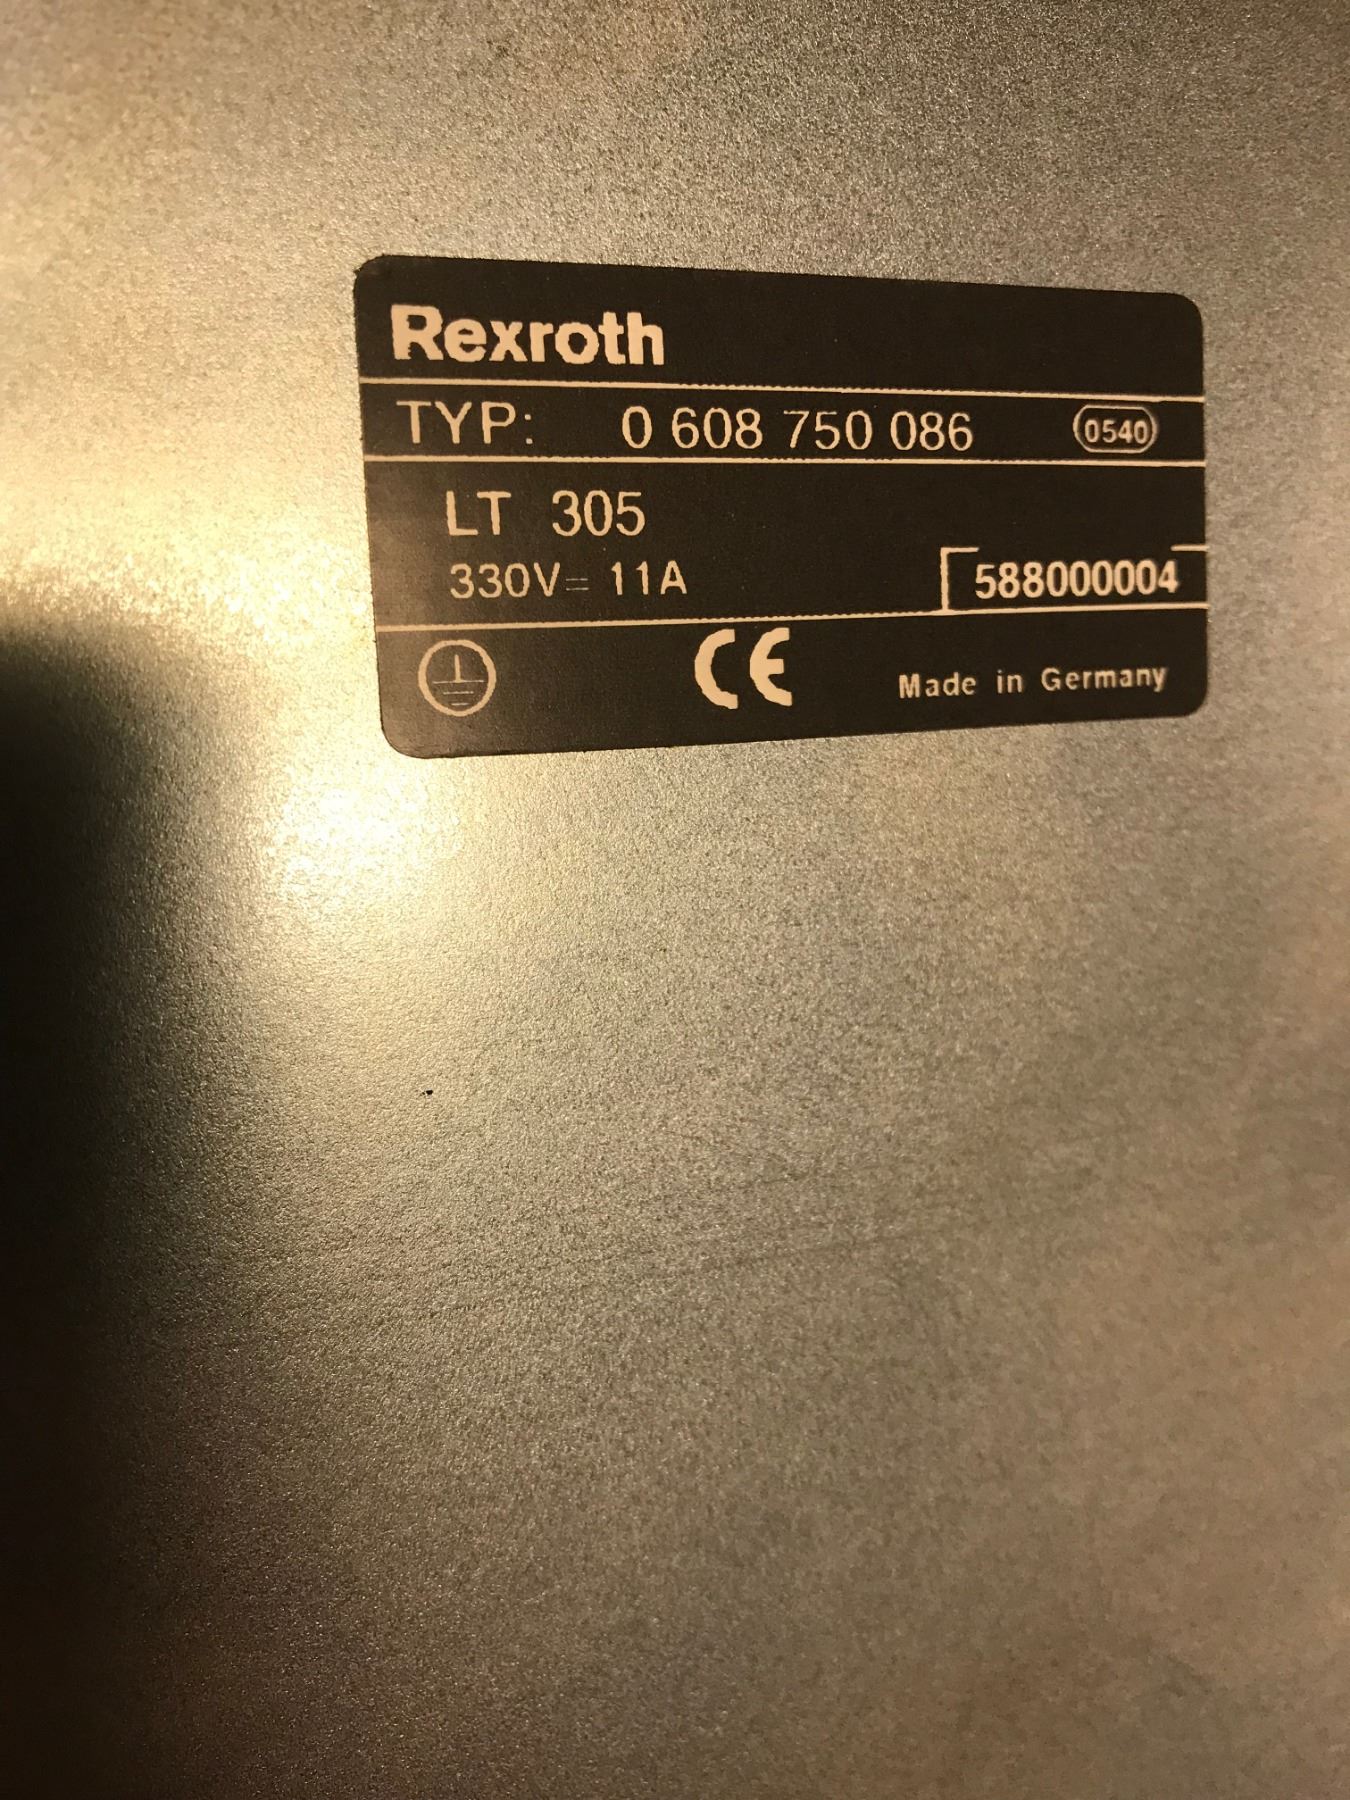 Rexroth
TYP: 0 608 750 086 0540
LT 305
330V⎓ 11A
588000004
CE
Made in Germany